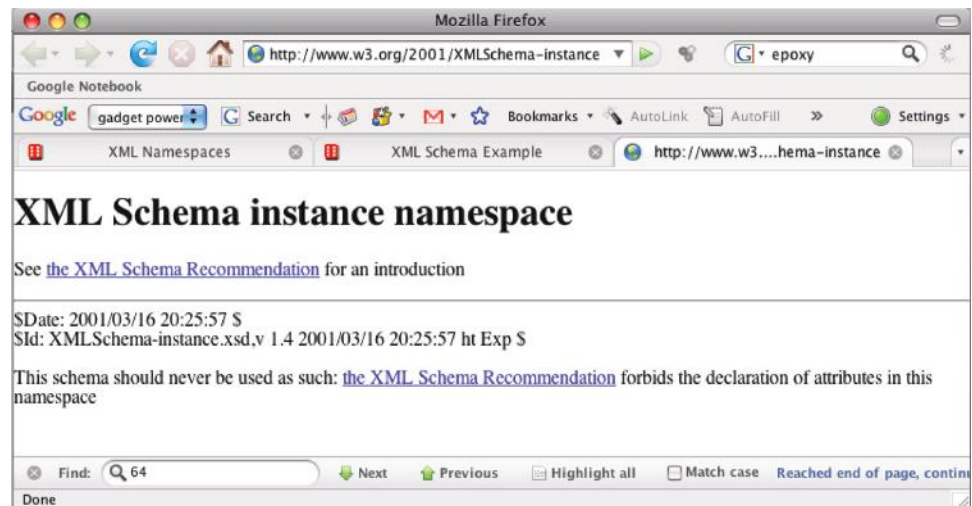 Mozilla Firefox
http://www.w3.org/2001/XMLSchema-instance
G epoxy
Google Notebook
Google gadget power G Search Bookmarks AutoLink AutoFill » Settings
XML Namespaces XML Schema Example http://www.w3....hema-instance
XML Schema instance namespace
See the XML Schema Recommendation for an introduction
$Date: 2001/03/16 20:25:57 $
$Id: XMLSchema-instance.xsd,v 1.4 2001/03/16 20:25:57 ht Exp $
This schema should never be used as such: the XML Schema Recommendation forbids the declaration of attributes in this
namespace
Find: 64 Next Previous Highlight all Match case Reached end of page, contin
Done